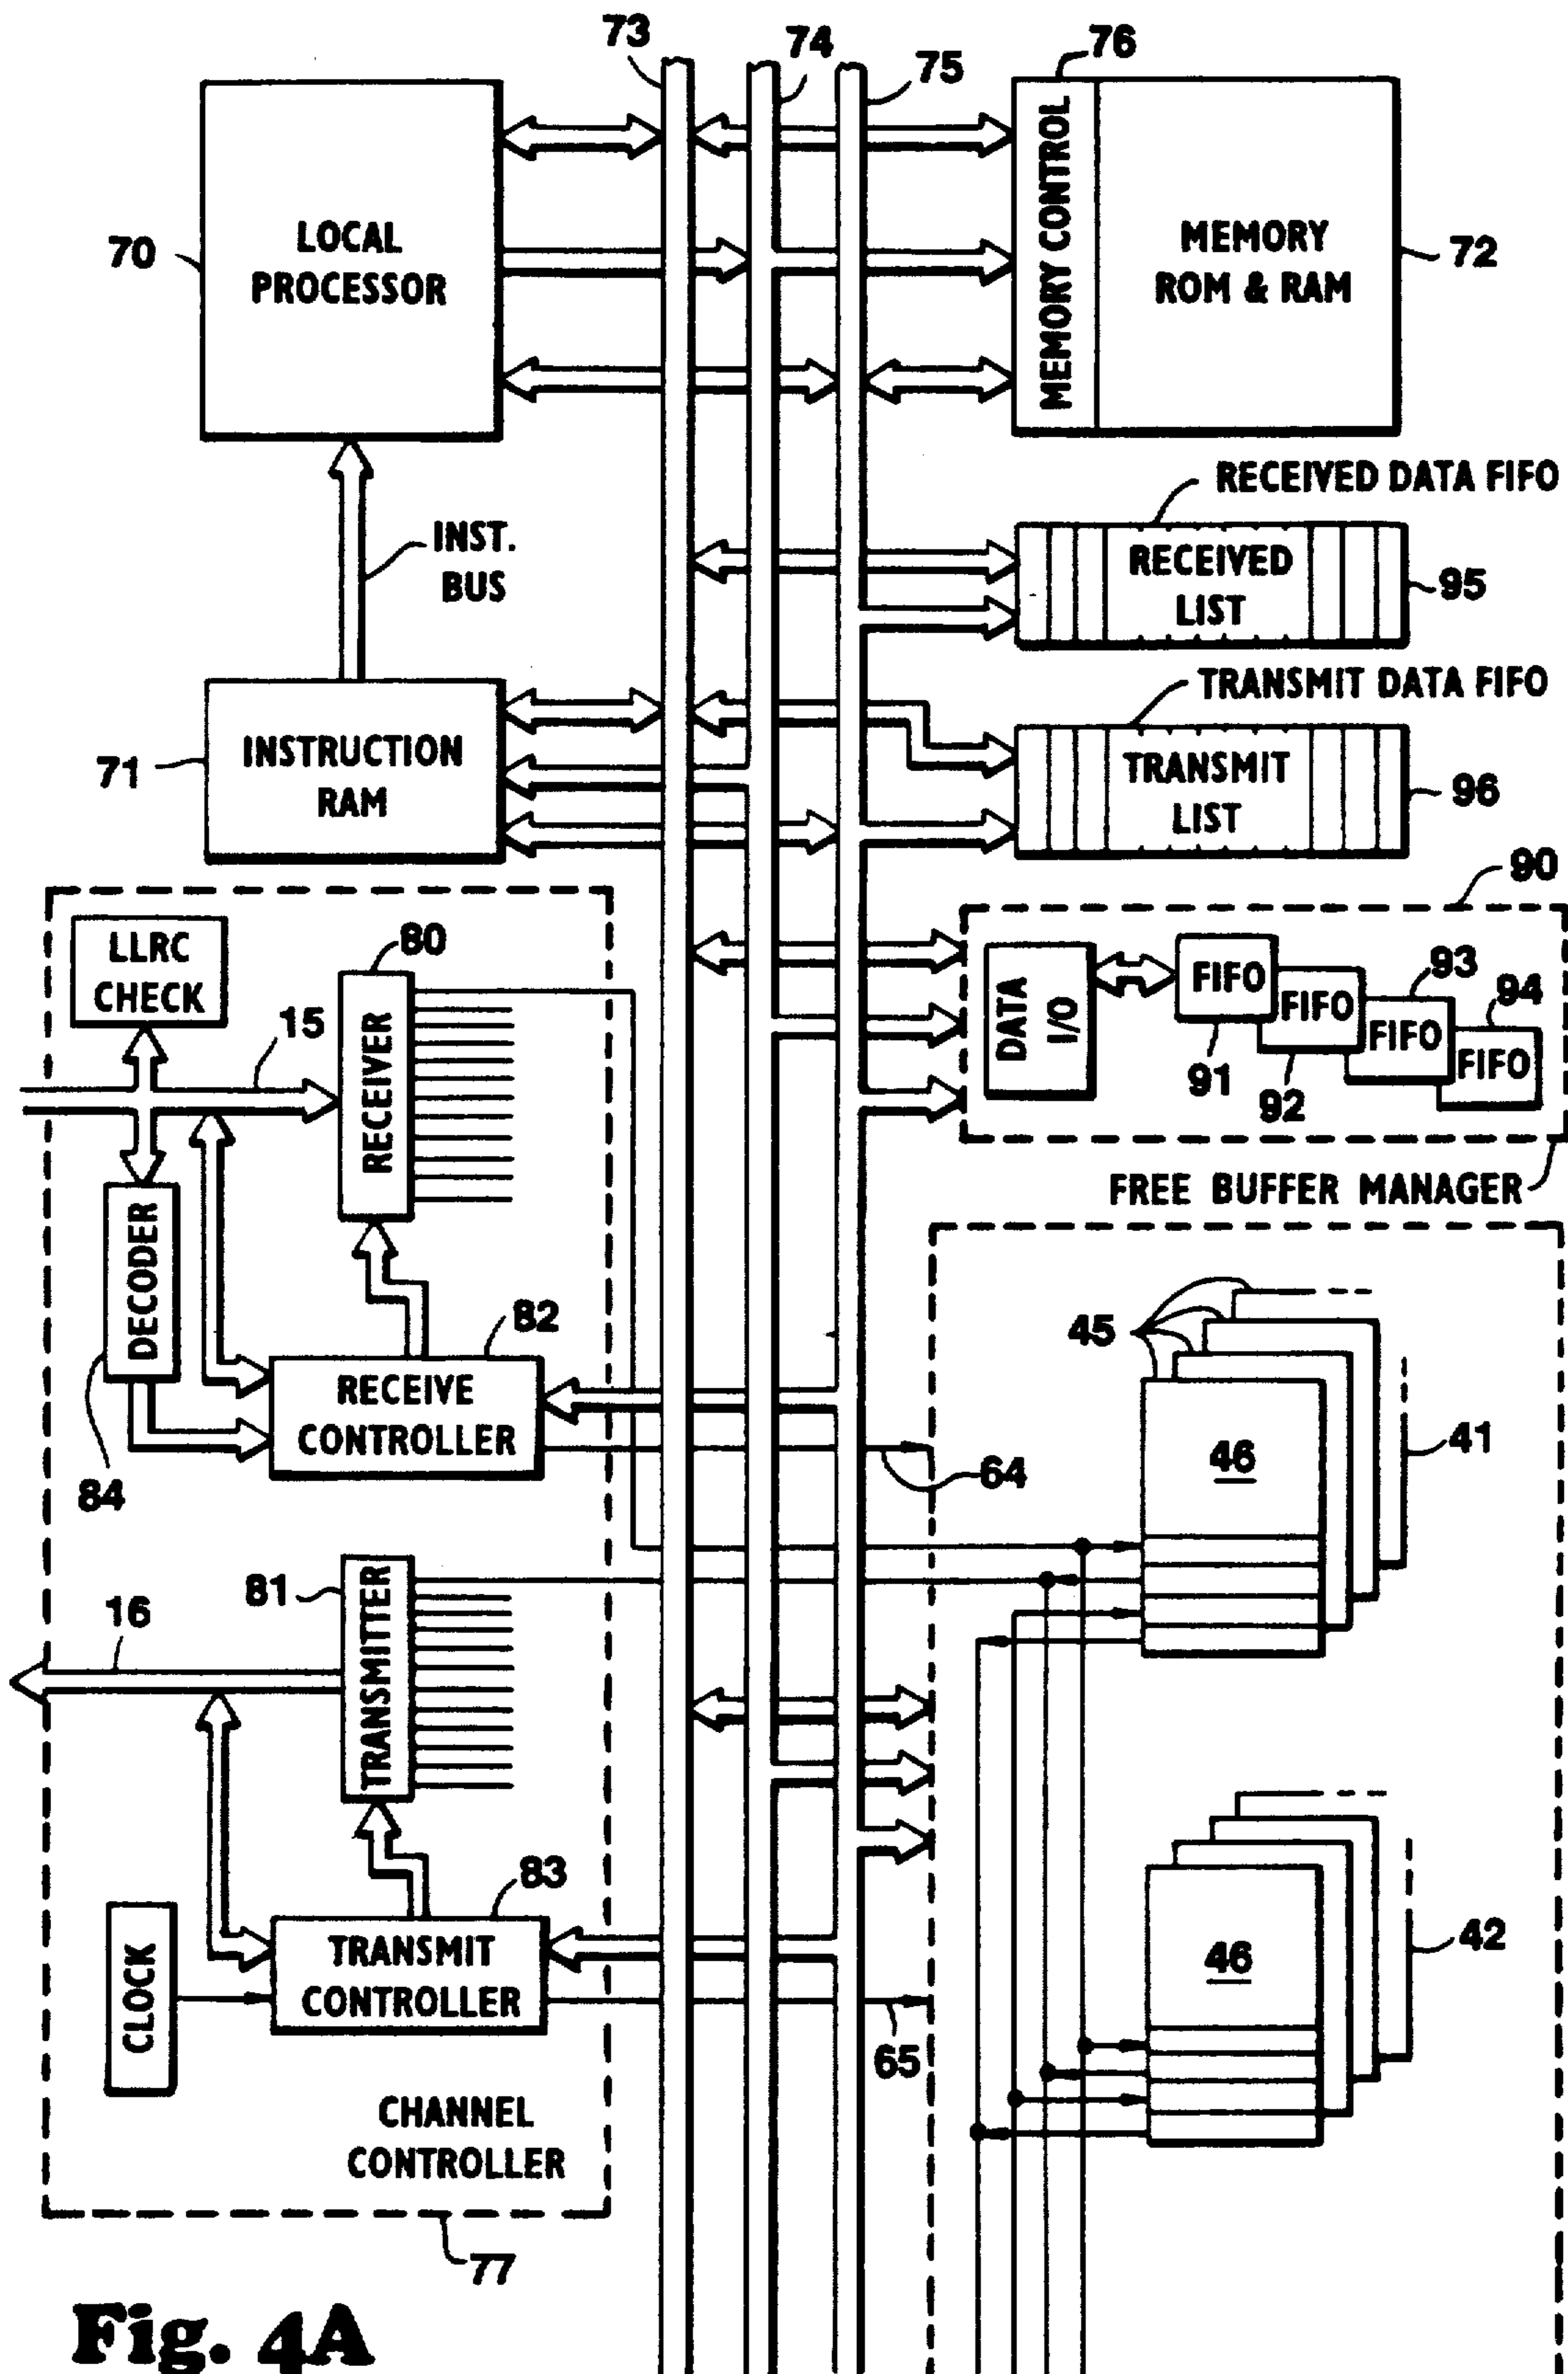 73
74
75
76
70
LOCAL
PROCESSOR
MEMORY CONTROL
MEMORY
ROM & RAM
72
INST.
BUS
RECEIVED DATA FIFO
RECEIVED
LIST
95
TRANSMIT DATA FIFO
71
INSTRUCTION
RAM
TRANSMIT
LIST
96
90
LLRC
CHECK
80
15
RECEIVER
DATA
I/O
FIFO
FIFO
FIFO
FIFO
91
92
93
94
FREE BUFFER MANAGER
DECODER
84
82
RECEIVE
CONTROLLER
64
45
46
41
81
16
TRANSMITTER
83
TRANSMIT
CONTROLLER
CLOCK
65
46
42
CHANNEL
CONTROLLER
77
Fig. 4A